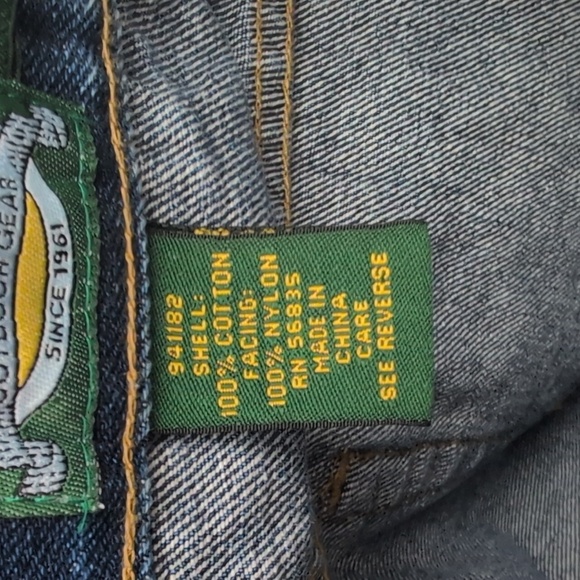 OUTDOOR GEAR
SINCE 1961
941182
SHELL:
100% COTTON
FACING:
100% NYLON
RN 56835
MADE IN
CHINA
CARE
SEE REVERSE